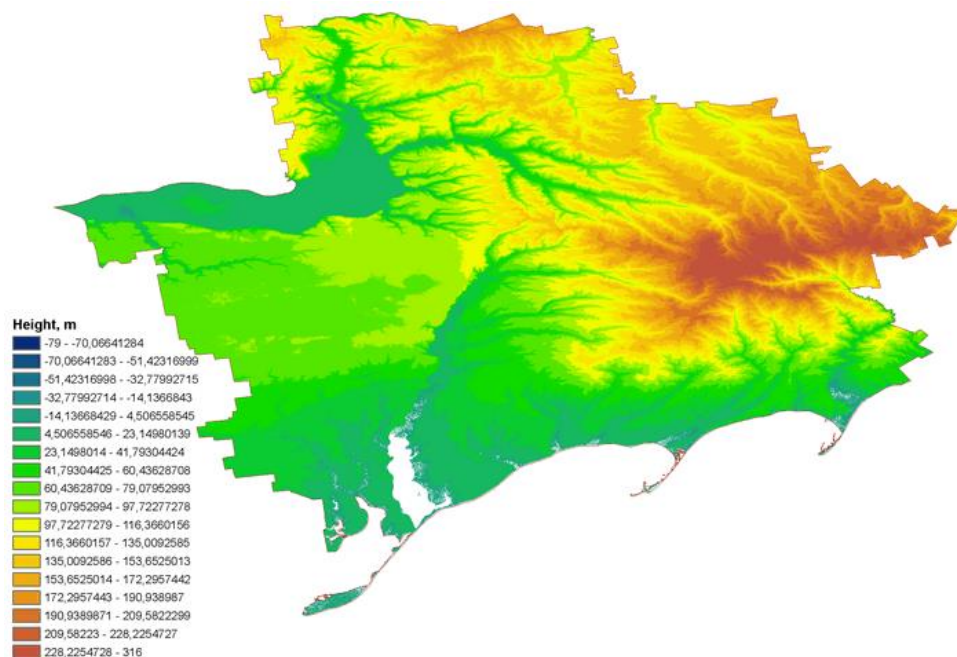 Height, m
-79 - -70,06641284
-70,06641283 - -51,42316999
-51,42316998 - -32,77992715
-32,77992714 - -14,1366843
-14,13668429 - 4,506558545
4,506558546 - 23,14980139
23,1498014 - 41,79304424
41,79304425 - 60,43628708
60,43628709 - 79,07952993
79,07952994 - 97,72277278
97,72277279 - 116,3660156
116,3660157 - 135,0092585
135,0092586 - 153,6525013
153,6525014 - 172,2957442
172,2957443 - 190,938987
190,9389871 - 209,5822299
209,58223 - 228,2254727
228,2254728 - 316